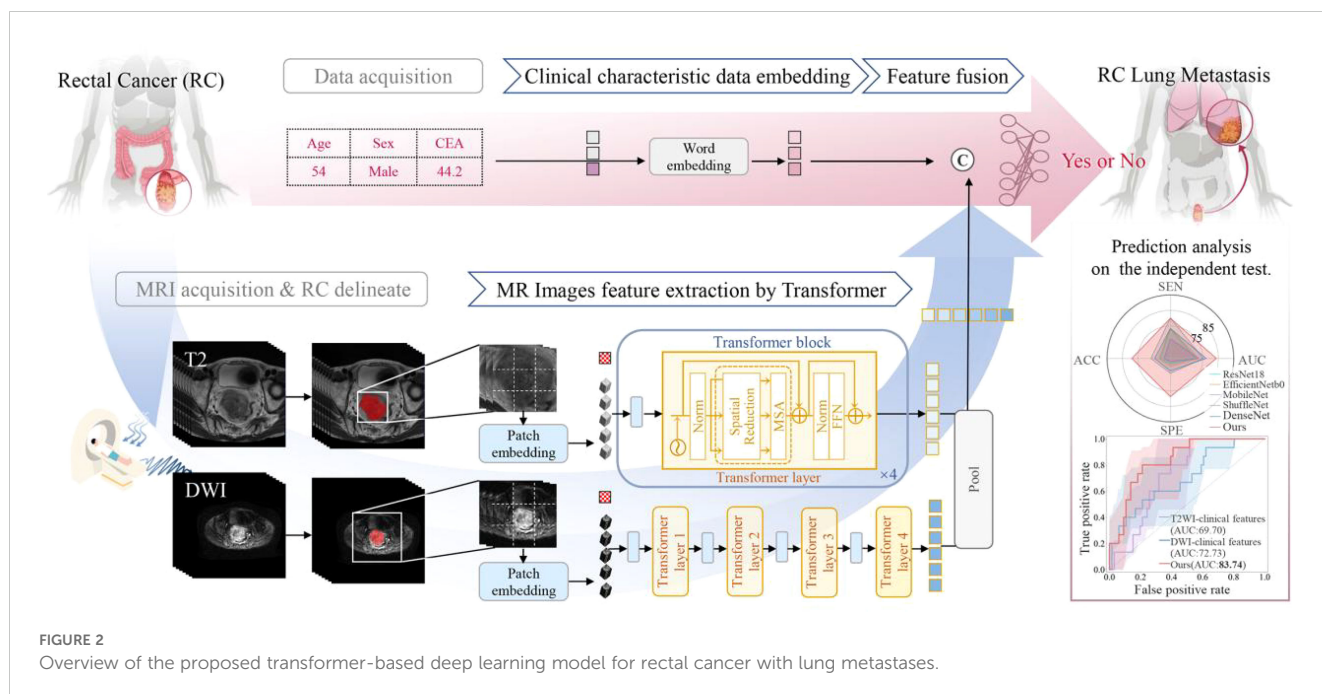 Rectal Cancer (RC)
Data acquisition
Clinical characteristic data embedding
Feature fusion
RC Lung Metastasis
Age Sex CEA
54 Male 44.2
Word
embedding
C
Yes or No
MRI acquisition & RC delineate
MR Images feature extraction by Transformer
T2
Patch
embedding
Transformer block
Norm
Spatial
Reduction
MSA
Norm
FFN
Transformer layer
×4
DWI
Patch
embedding
Transformer
layer 1
Transformer
layer 2
Transformer
layer 3
Transformer
layer 4
Pool
Prediction analysis
on the independent test.
SEN
85
75
ACC
AUC
SPE
ResNet18
EfficientNetb0
MobileNet
ShuffleNet
DenseNet
Ours
True positive rate
1.0
0.8
0.6
0.4
0.2
0.0
T2WI-clinical features
(AUC:69.70)
DWI-clinical features
(AUC:72.73)
Ours(AUC:83.74)
0.0 0.2 0.4 0.6 0.8 1.0
False positive rate
FIGURE 2
Overview of the proposed transformer-based deep learning model for rectal cancer with lung metastases.